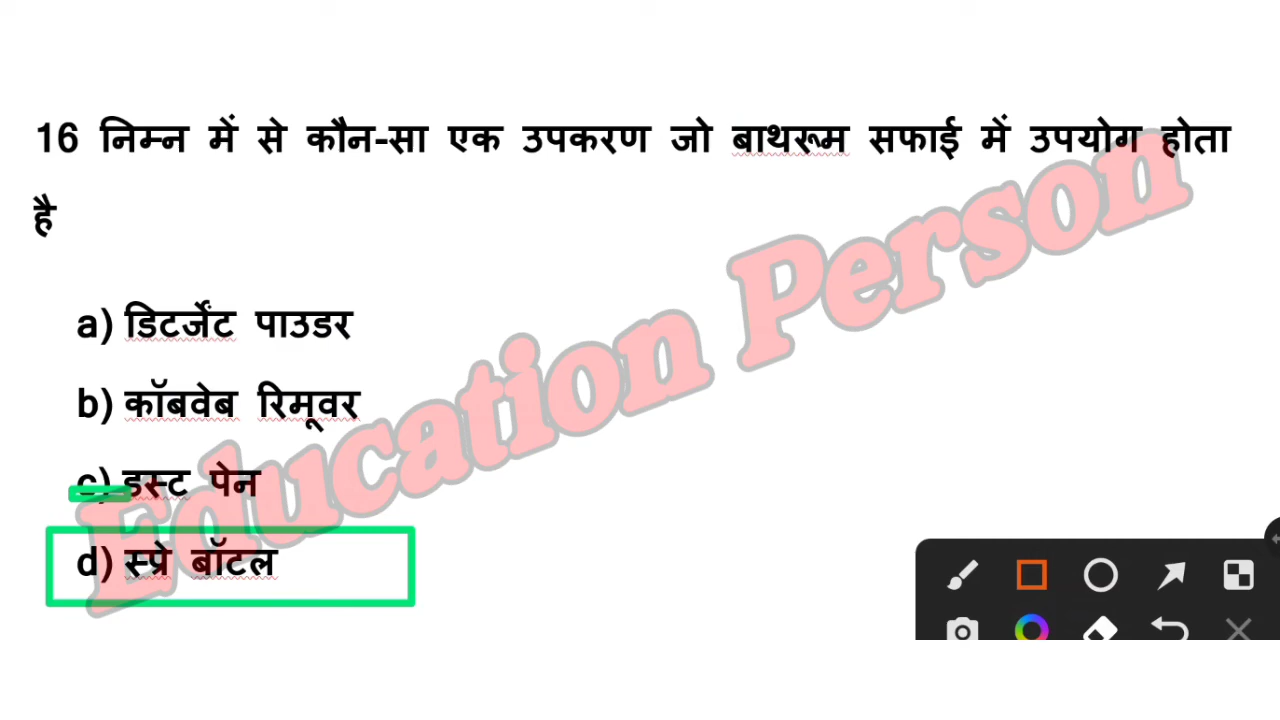 16 निम्न में से कौन-सा एक उपकरण जो बाथरूम सफाई में उपयोग होता
है
a) डिटर्जेंट पाउडर
b) कॉबवेब रिमूवर
c) डस्ट पेन
d) स्प्रे बॉटल
Education Person